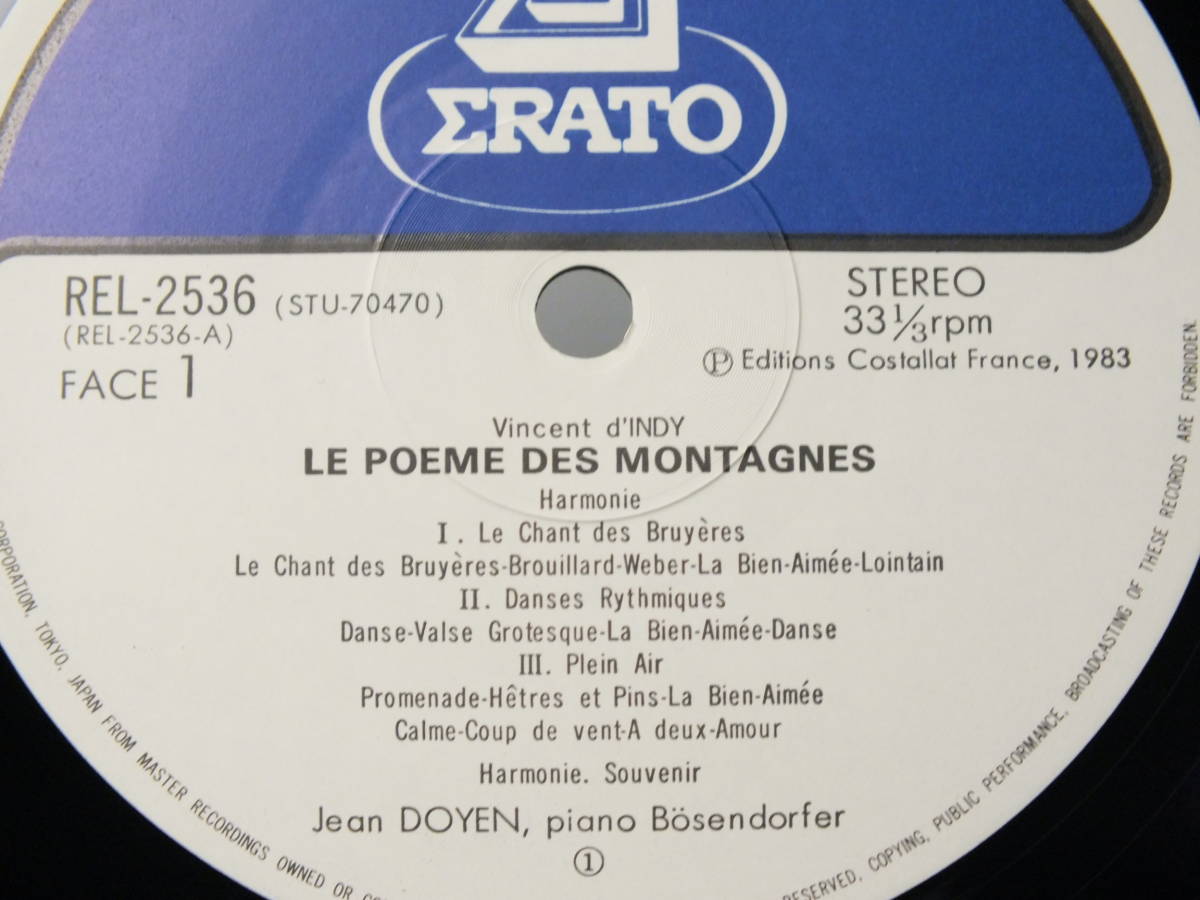 ΣRATO
REL-2536 (STU-70470)
(REL-2536-A)
FACE 1
STEREO
33 1/3 rpm
Ⓟ Editions Costallat France, 1983
Vincent d'INDY
LE POEME DES MONTAGNES
Harmonie
I. Le Chant des Bruyères
Le Chant des Bruyères-Brouillard-Weber-La Bien-Aimée-Lointain
II. Danses Rythmiques
Danse-Valse Grotesque-La Bien-Aimée-Danse
III. Plein Air
Promenade-Hêtres et Pins-La Bien-Aimée
Calme-Coup de vent-A deux-Amour
Harmonie. Souvenir
Jean DOYEN, piano Bösendorfer
①
CORPORATION, TOKYO, JAPAN FROM MASTER RECORDINGS OWNED OR
RESERVED, COPYING, PUBLIC PERFORMANCE, BROADCASTING OF THESE RECORDS ARE FORBIDDEN.